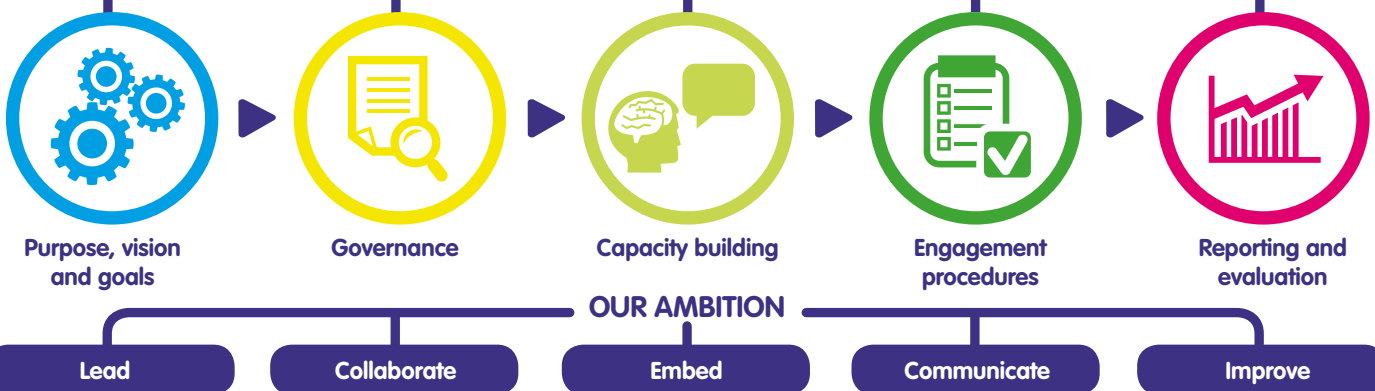 Purpose, vision
and goals
Governance
Capacity building
Engagement
procedures
Reporting and
evaluation
OUR AMBITION
Lead
Collaborate
Embed
Communicate
Improve